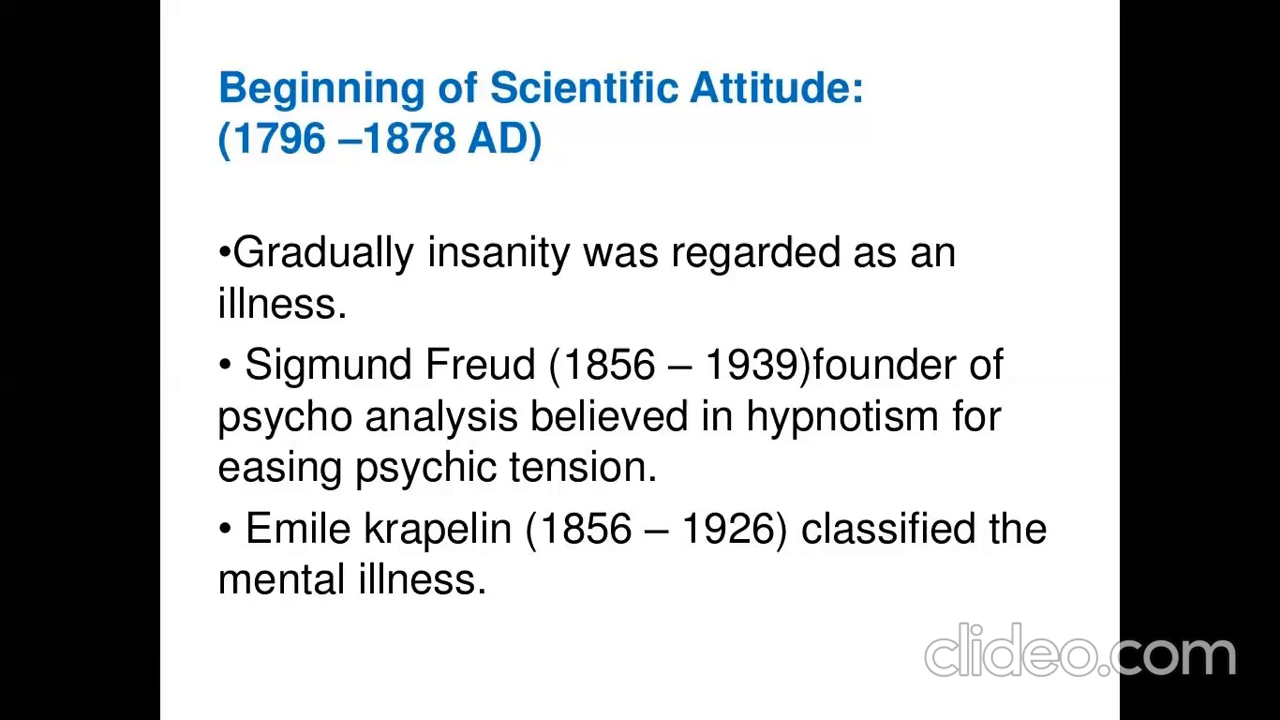 Beginning of Scientific Attitude:
(1796 –1878 AD)
•Gradually insanity was regarded as an
illness.
• Sigmund Freud (1856 – 1939)founder of
psycho analysis believed in hypnotism for
easing psychic tension.
• Emile krapelin (1856 – 1926) classified the
mental illness.
clideo.com